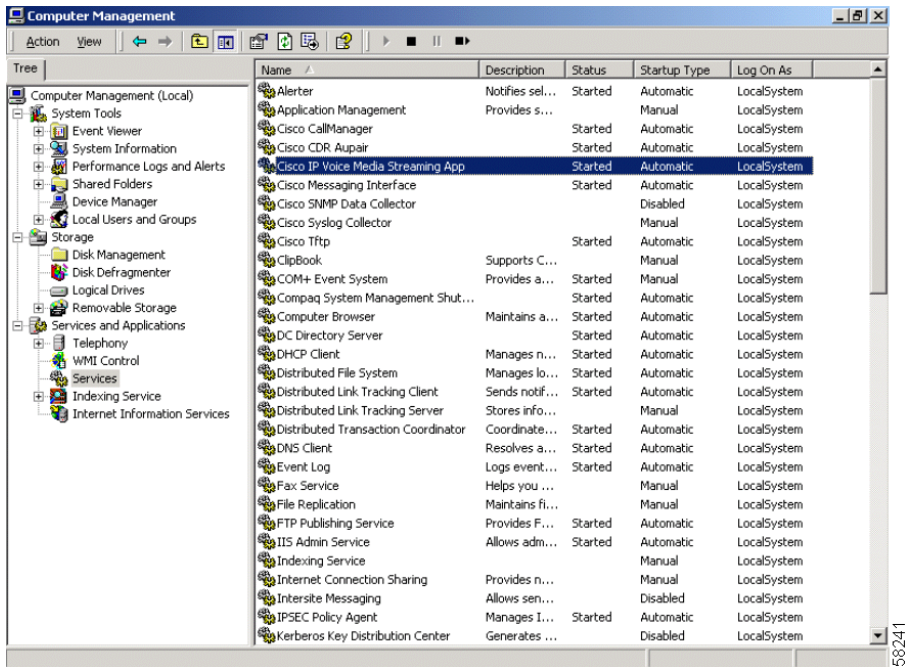 Computer Management
Action View
Tree
Name Description Status Startup Type Log On As
Computer Management (Local)
System Tools
Event Viewer
System Information
Performance Logs and Alerts
Shared Folders
Device Manager
Local Users and Groups
Storage
Disk Management
Disk Defragmenter
Logical Drives
Removable Storage
Services and Applications
Telephony
WMI Control
Services
Indexing Service
Internet Information Services
Alerter Notifies sel... Started Automatic LocalSystem
Application Management Provides s... Manual LocalSystem
Cisco CallManager Started Automatic LocalSystem
Cisco CDR Aupair Started Automatic LocalSystem
Cisco IP Voice Media Streaming App Started Automatic LocalSystem
Cisco Messaging Interface Started Automatic LocalSystem
Cisco SNMP Data Collector Disabled LocalSystem
Cisco Syslog Collector Manual LocalSystem
Cisco Tftp Started Automatic LocalSystem
ClipBook Supports C... Manual LocalSystem
COM+ Event System Provides a... Started Manual LocalSystem
Compaq System Management Shut... Started Automatic LocalSystem
Computer Browser Maintains a... Started Automatic LocalSystem
DC Directory Server Started Automatic LocalSystem
DHCP Client Manages n... Started Automatic LocalSystem
Distributed File System Manages lo... Started Automatic LocalSystem
Distributed Link Tracking Client Sends notif... Started Automatic LocalSystem
Distributed Link Tracking Server Stores info... Manual LocalSystem
Distributed Transaction Coordinator Coordinate... Started Automatic LocalSystem
DNS Client Resolves a... Started Automatic LocalSystem
Event Log Logs event... Started Automatic LocalSystem
Fax Service Helps you ... Manual LocalSystem
File Replication Maintains fi... Manual LocalSystem
FTP Publishing Service Provides F... Started Automatic LocalSystem
IIS Admin Service Allows adm... Started Automatic LocalSystem
Indexing Service Manual LocalSystem
Internet Connection Sharing Provides n... Manual LocalSystem
Intersite Messaging Allows sen... Disabled LocalSystem
IPSEC Policy Agent Manages I... Started Automatic LocalSystem
Kerberos Key Distribution Center Generates ... Disabled LocalSystem
58241